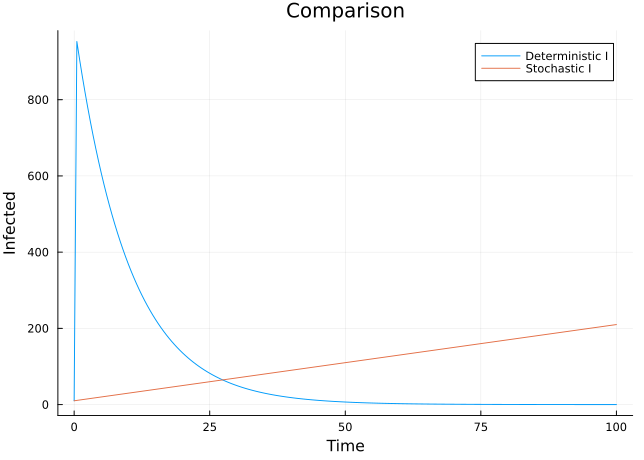 Comparison
Deterministic I
Stochastic I
Infected
800
600
400
200
0
0 25 50 75 100
Time